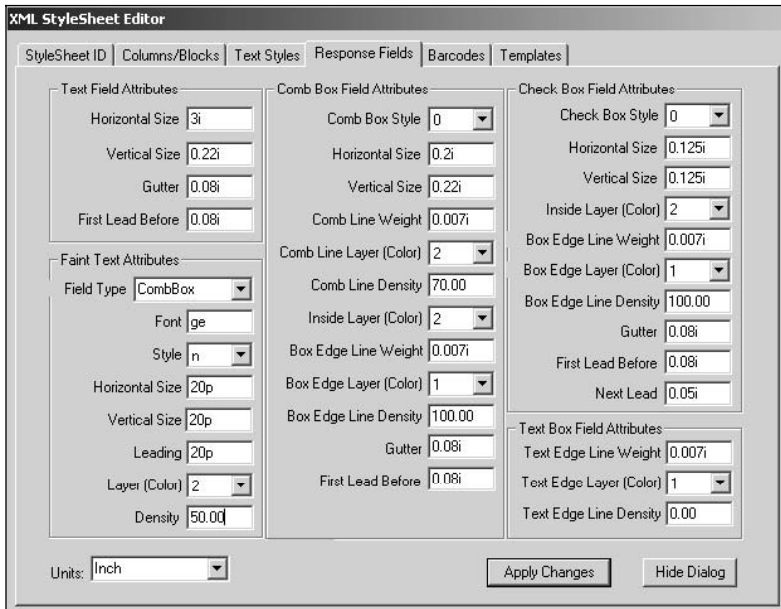 XML StyleSheet Editor
StyleSheet ID
Columns/Blocks
Text Styles
Response Fields
Barcodes
Templates
Text Field Attributes
Horizontal Size 3i
Vertical Size 0.22i
Gutter 0.08i
First Lead Before 0.08i
Faint Text Attributes
Field Type CombBox
Font ge
Style n
Horizontal Size 20p
Vertical Size 20p
Leading 20p
Layer (Color) 2
Density 50.00
Comb Box Field Attributes
Comb Box Style 0
Horizontal Size 0.2i
Vertical Size 0.22i
Comb Line Weight 0.007i
Comb Line Layer (Color) 2
Comb Line Density 70.00
Inside Layer (Color) 2
Box Edge Line Weight 0.007i
Box Edge Layer (Color) 1
Box Edge Line Density 100.00
Gutter 0.08i
First Lead Before 0.08i
Check Box Field Attributes
Check Box Style 0
Horizontal Size 0.125i
Vertical Size 0.125i
Inside Layer (Color) 2
Box Edge Line Weight 0.007i
Box Edge Layer (Color) 1
Box Edge Line Density 100.00
Gutter 0.08i
First Lead Before 0.08i
Next Lead 0.05i
Text Box Field Attributes
Text Edge Line Weight 0.007i
Text Edge Layer (Color) 1
Text Edge Line Density 0.00
Units: Inch
Apply Changes
Hide Dialog